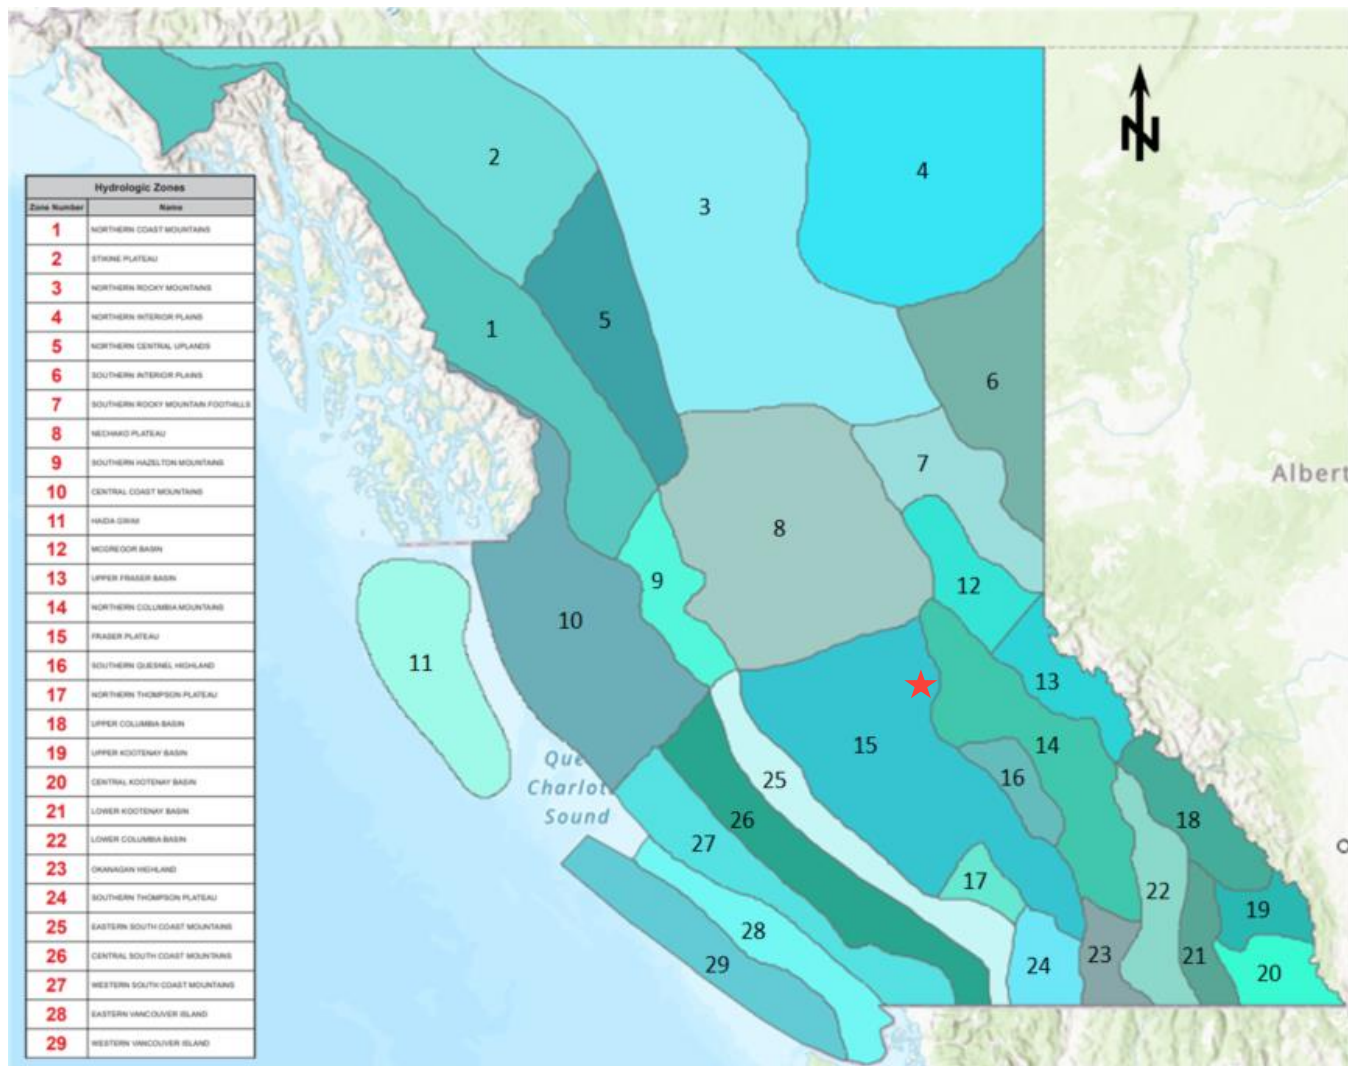 Hydrologic Zones
Zone Number Name
1 NORTHERN COAST MOUNTAINS
2 STIKINE PLATEAU
3 NORTHERN ROCKY MOUNTAINS
4 NORTHERN INTERIOR PLAINS
5 NORTHERN CENTRAL UPLANDS
6 SOUTHERN INTERIOR PLAINS
7 SOUTHERN ROCKY MOUNTAIN FOOTHILLS
8 NECHAKO PLATEAU
9 SOUTHERN HAZELTON MOUNTAINS
10 CENTRAL COAST MOUNTAINS
11 HAIDA GWAII
12 MCGREGOR BASIN
13 UPPER FRASER BASIN
14 NORTHERN COLUMBIA MOUNTAINS
15 FRASER PLATEAU
16 SOUTHERN QUESNEL HIGHLAND
17 NORTHERN THOMPSON PLATEAU
18 UPPER COLUMBIA BASIN
19 UPPER KOOTENAY BASIN
20 CENTRAL KOOTENAY BASIN
21 LOWER KOOTENAY BASIN
22 LOWER COLUMBIA BASIN
23 OKANAGAN HIGHLAND
24 SOUTHERN THOMPSON PLATEAU
25 EASTERN SOUTH COAST MOUNTAINS
26 CENTRAL SOUTH COAST MOUNTAINS
27 WESTERN SOUTH COAST MOUNTAINS
28 EASTERN VANCOUVER ISLAND
29 WESTERN VANCOUVER ISLAND
N
2
4
3
5
1
6
7
Albert
8
9
12
10
11
13
15
14
Que
Charlot
Sound
25
16
26
18
27
17
22
19
28
29
24
23
21
20